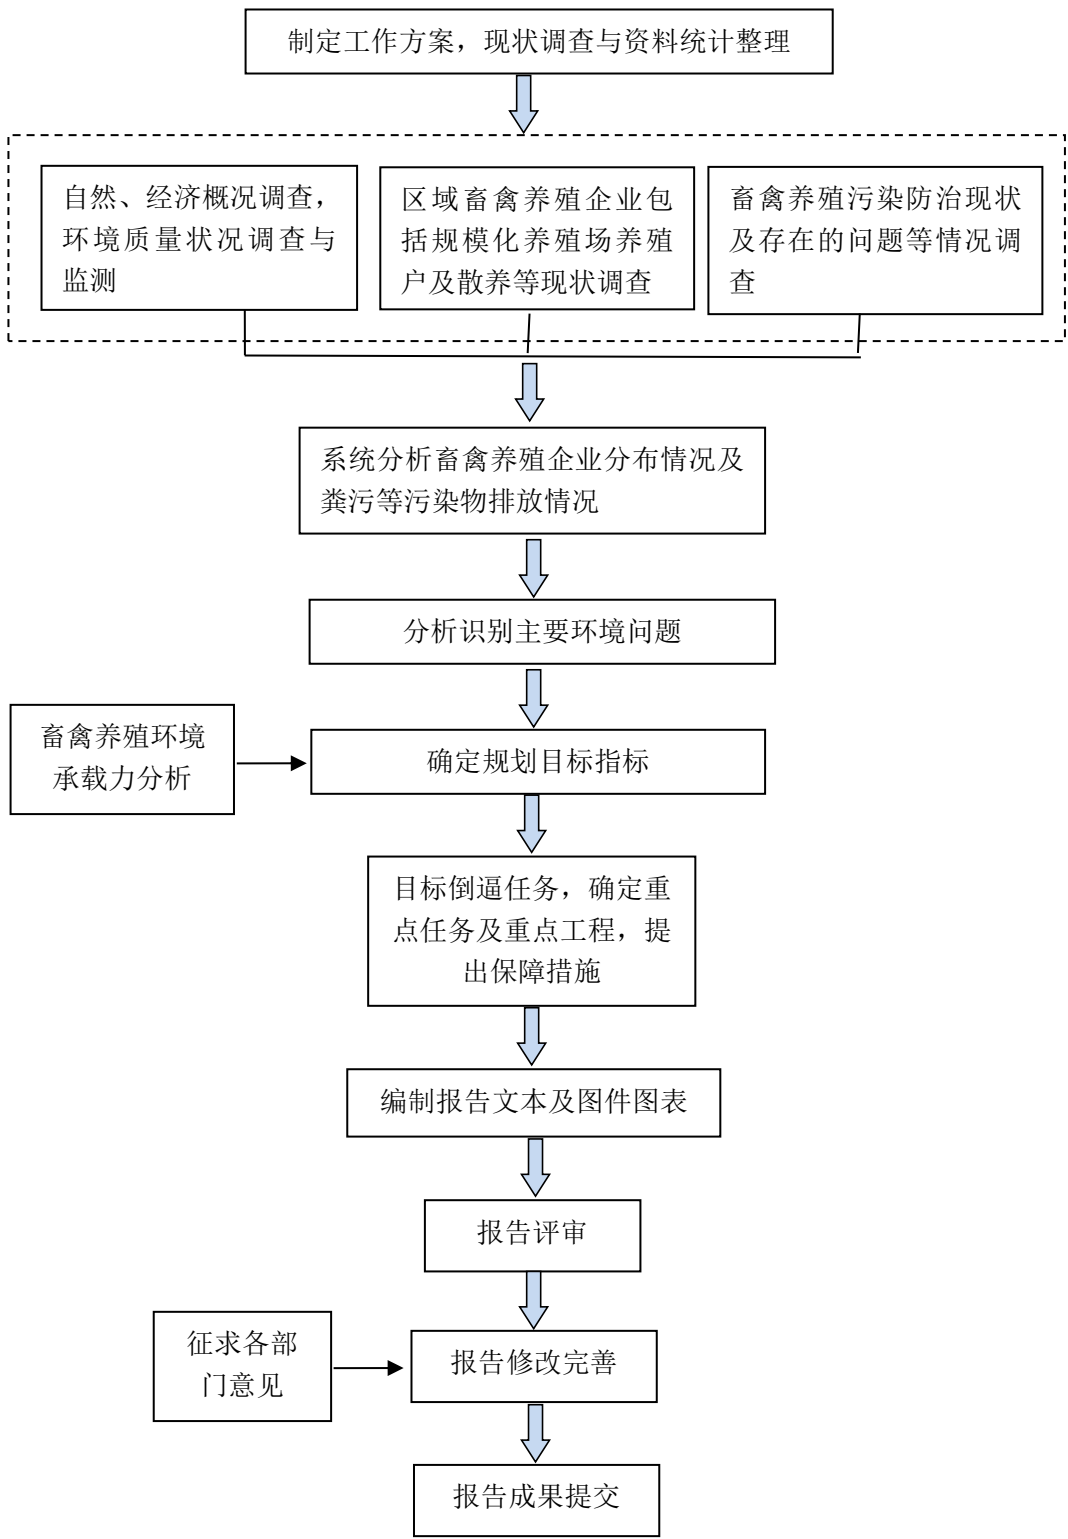 制定工作方案，现状调查与资料统计整理
自然、经济概况调查，
环境质量状况调查与
监测
区域畜禽养殖企业包
括规模化养殖场养殖
户及散养等现状调查
畜禽养殖污染防治现状
及存在的问题等情况调
查
系统分析畜禽养殖企业分布情况及
粪污等污染物排放情况
分析识别主要环境问题
畜禽养殖环境
承载力分析
确定规划目标指标
目标倒逼任务，确定重
点任务及重点工程，提
出保障措施
编制报告文本及图件图表
报告评审
征求各部
门意见
报告修改完善
报告成果提交